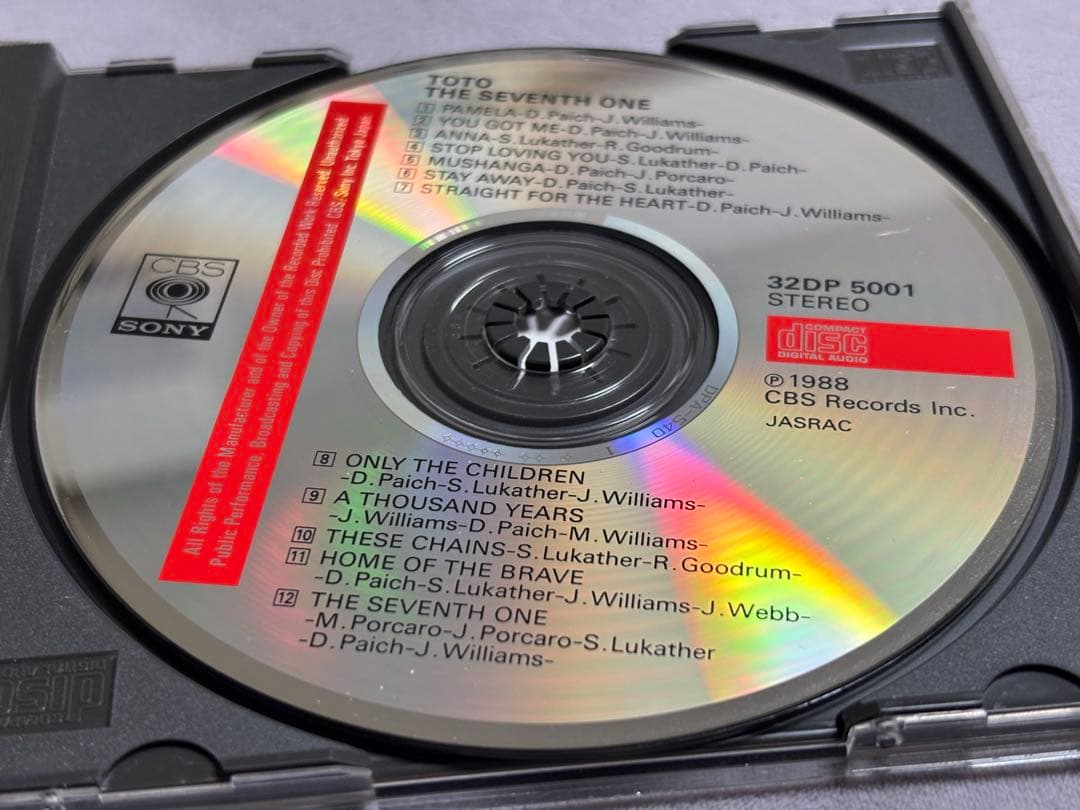 TOTO
THE SEVENTH ONE
1 PAMELA-D. Paich-J. Williams-
2 YOU GOT ME-D. Paich-J. Williams-
3 ANNA-S. Lukather-R. Goodrum-
4 STOP LOVING YOU-S. Lukather-D. Paich-
5 MUSHANGA-D. Paich-J. Porcaro-
6 STAY AWAY-D. Paich-S. Lukather-
7 STRAIGHT FOR THE HEART-D. Paich-J. Williams-
All Rights of the Manufacturer and of the Owner of the Recorded Work Reserved. Unauthorized
Public Performance, Broadcasting and Copying of this Disc Prohibited. CBS/Sony Inc. Tokyo Japan
CBS
SONY
32DP 5001
STEREO
COMPACT
disc
DIGITAL AUDIO
Ⓟ1988
CBS Records Inc.
JASRAC
DPA-540
1
8 ONLY THE CHILDREN
-D. Paich-S. Lukather-J. Williams-
9 A THOUSAND YEARS
-J. Williams-D. Paich-M. Williams-
10 THESE CHAINS-S. Lukather-R. Goodrum-
11 HOME OF THE BRAVE
-D. Paich-S. Lukather-J. Williams-J. Webb-
12 THE SEVENTH ONE
-M. Porcaro-J. Porcaro-S. Lukather
-D. Paich-J. Williams-